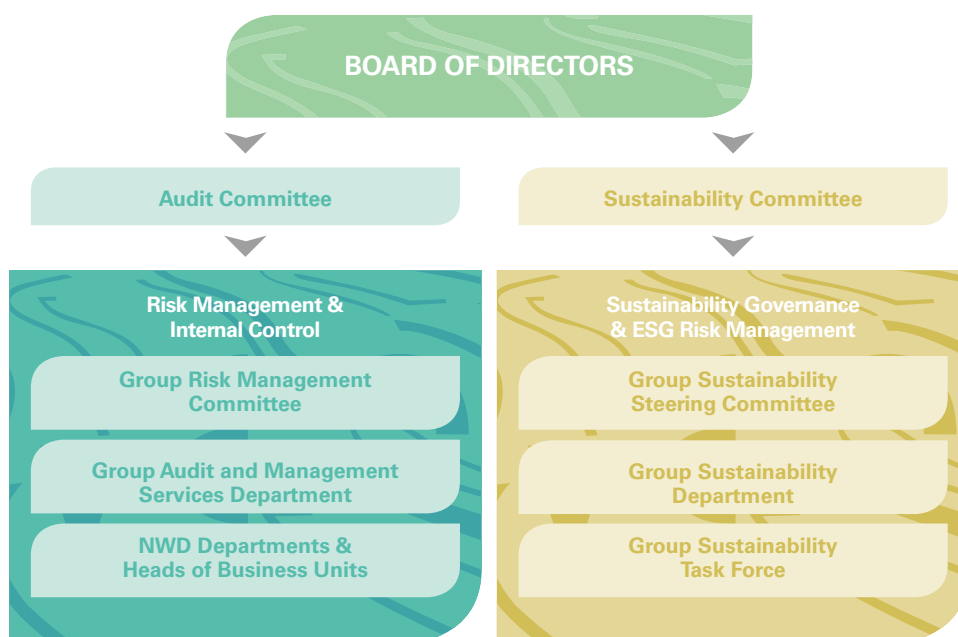 BOARD OF DIRECTORS
Audit Committee
Sustainability Committee
Risk Management &
Internal Control
Group Risk Management
Committee
Group Audit and Management
Services Department
NWD Departments &
Heads of Business Units
Sustainability Governance
& ESG Risk Management
Group Sustainability
Steering Committee
Group Sustainability
Department
Group Sustainability
Task Force